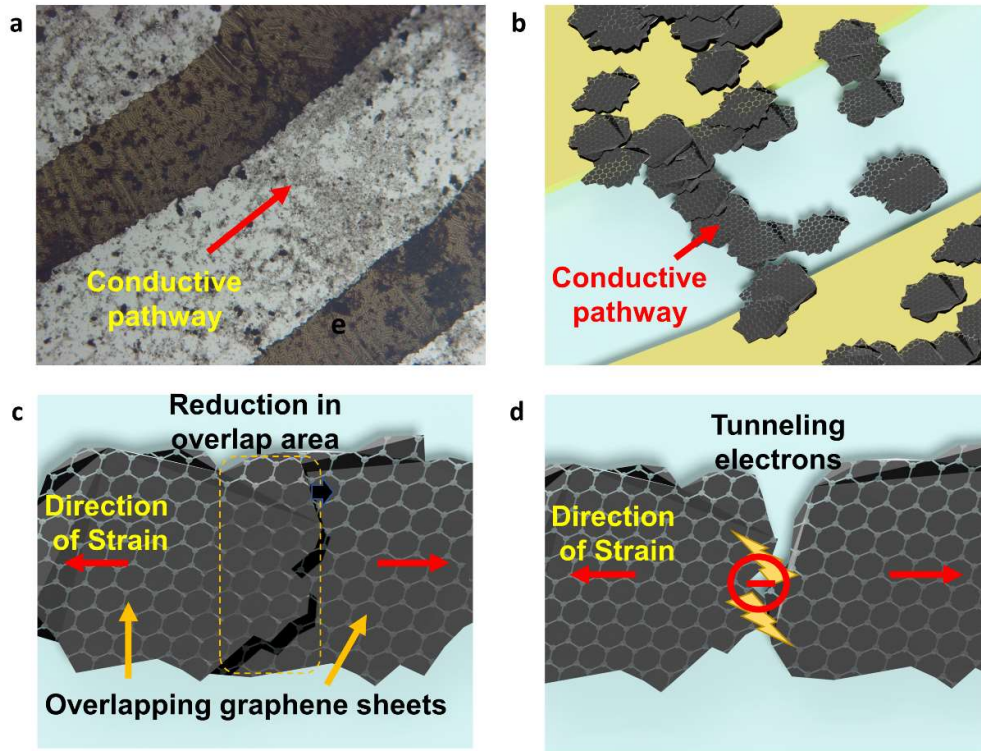 a
Conductive
pathway
e
b
Conductive
pathway
c
Reduction in
overlap area
Direction
of Strain
Overlapping graphene sheets
d
Tunneling
electrons
Direction
of Strain